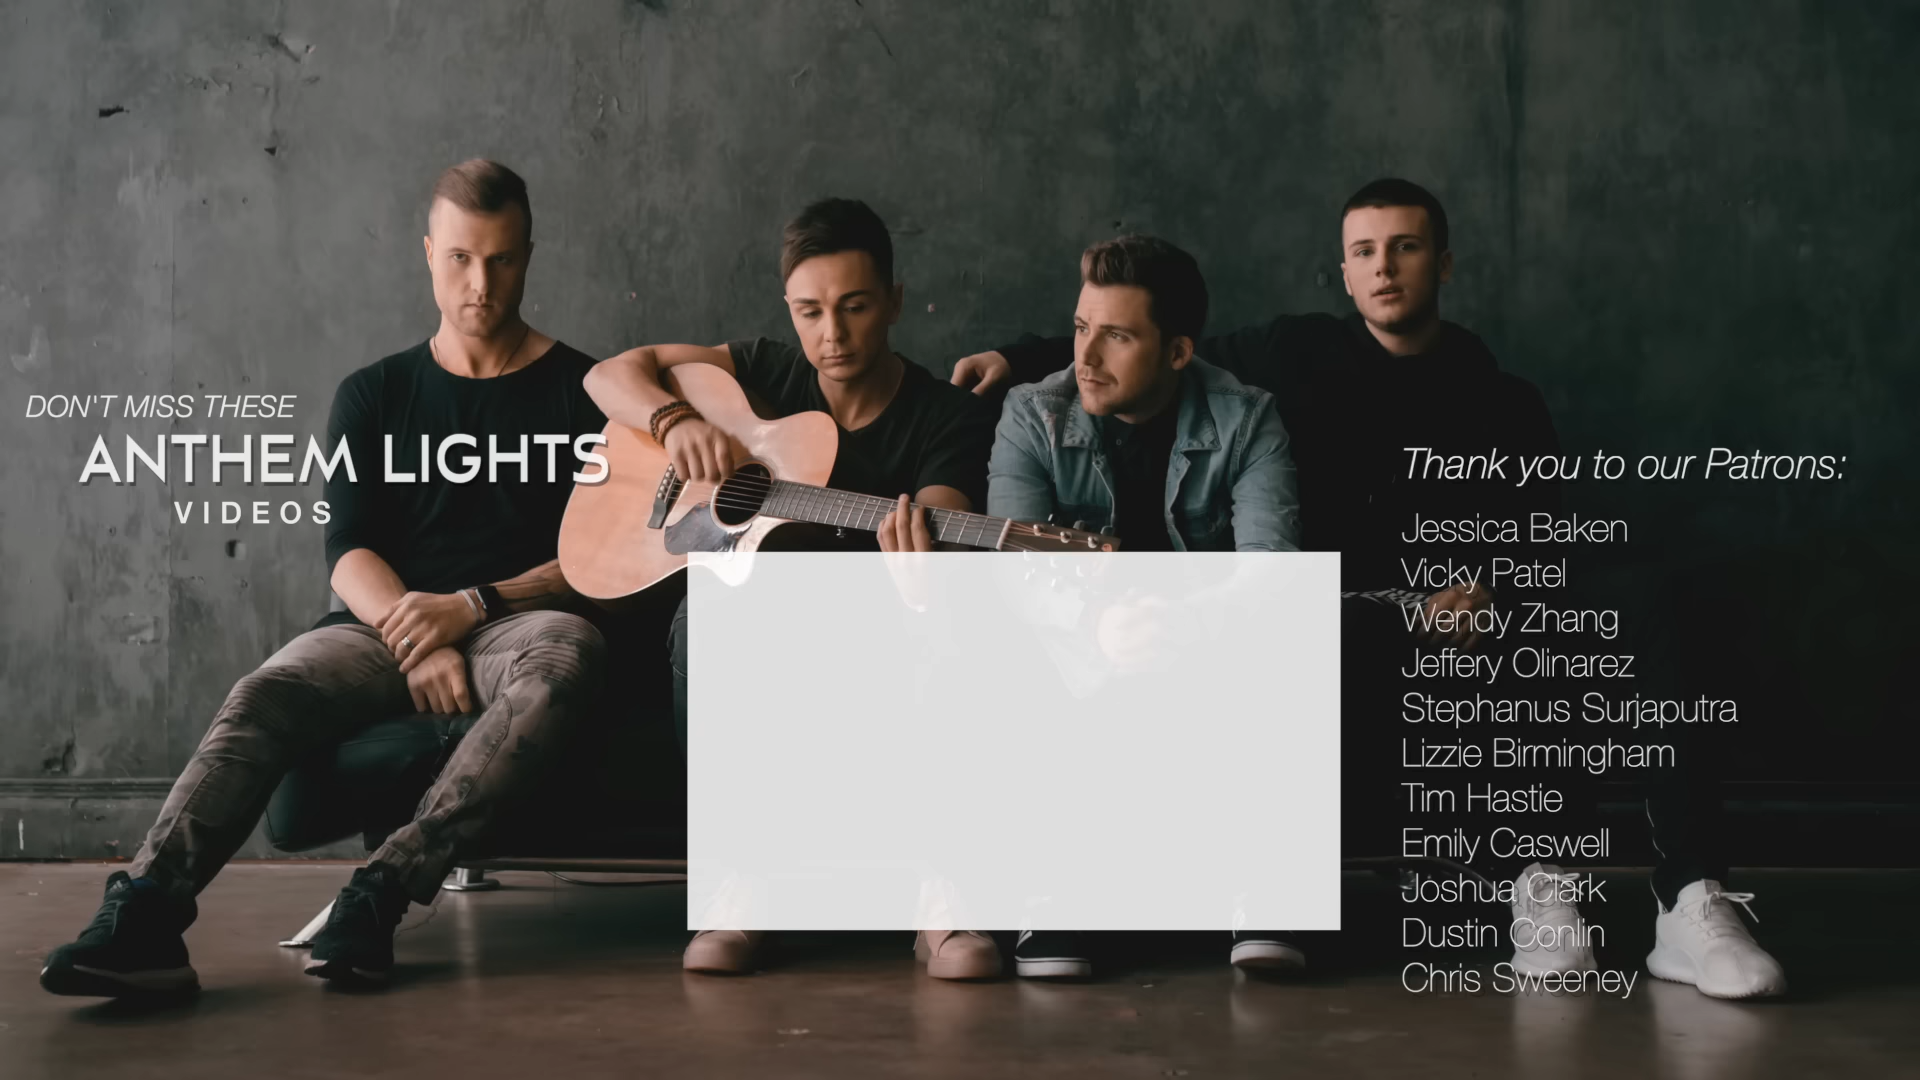 DON'T MISS THESE
ANTHEM LIGHTS
VIDEOS
Thank you to our Patrons:
Jessica Baken
Vicky Patel
Wendy Zhang
Jeffery Olinarez
Stephanus Surjaputra
Lizzie Birmingham
Tim Hastie
Emily Caswell
Joshua Clark
Dustin Conlin
Chris Sweeney